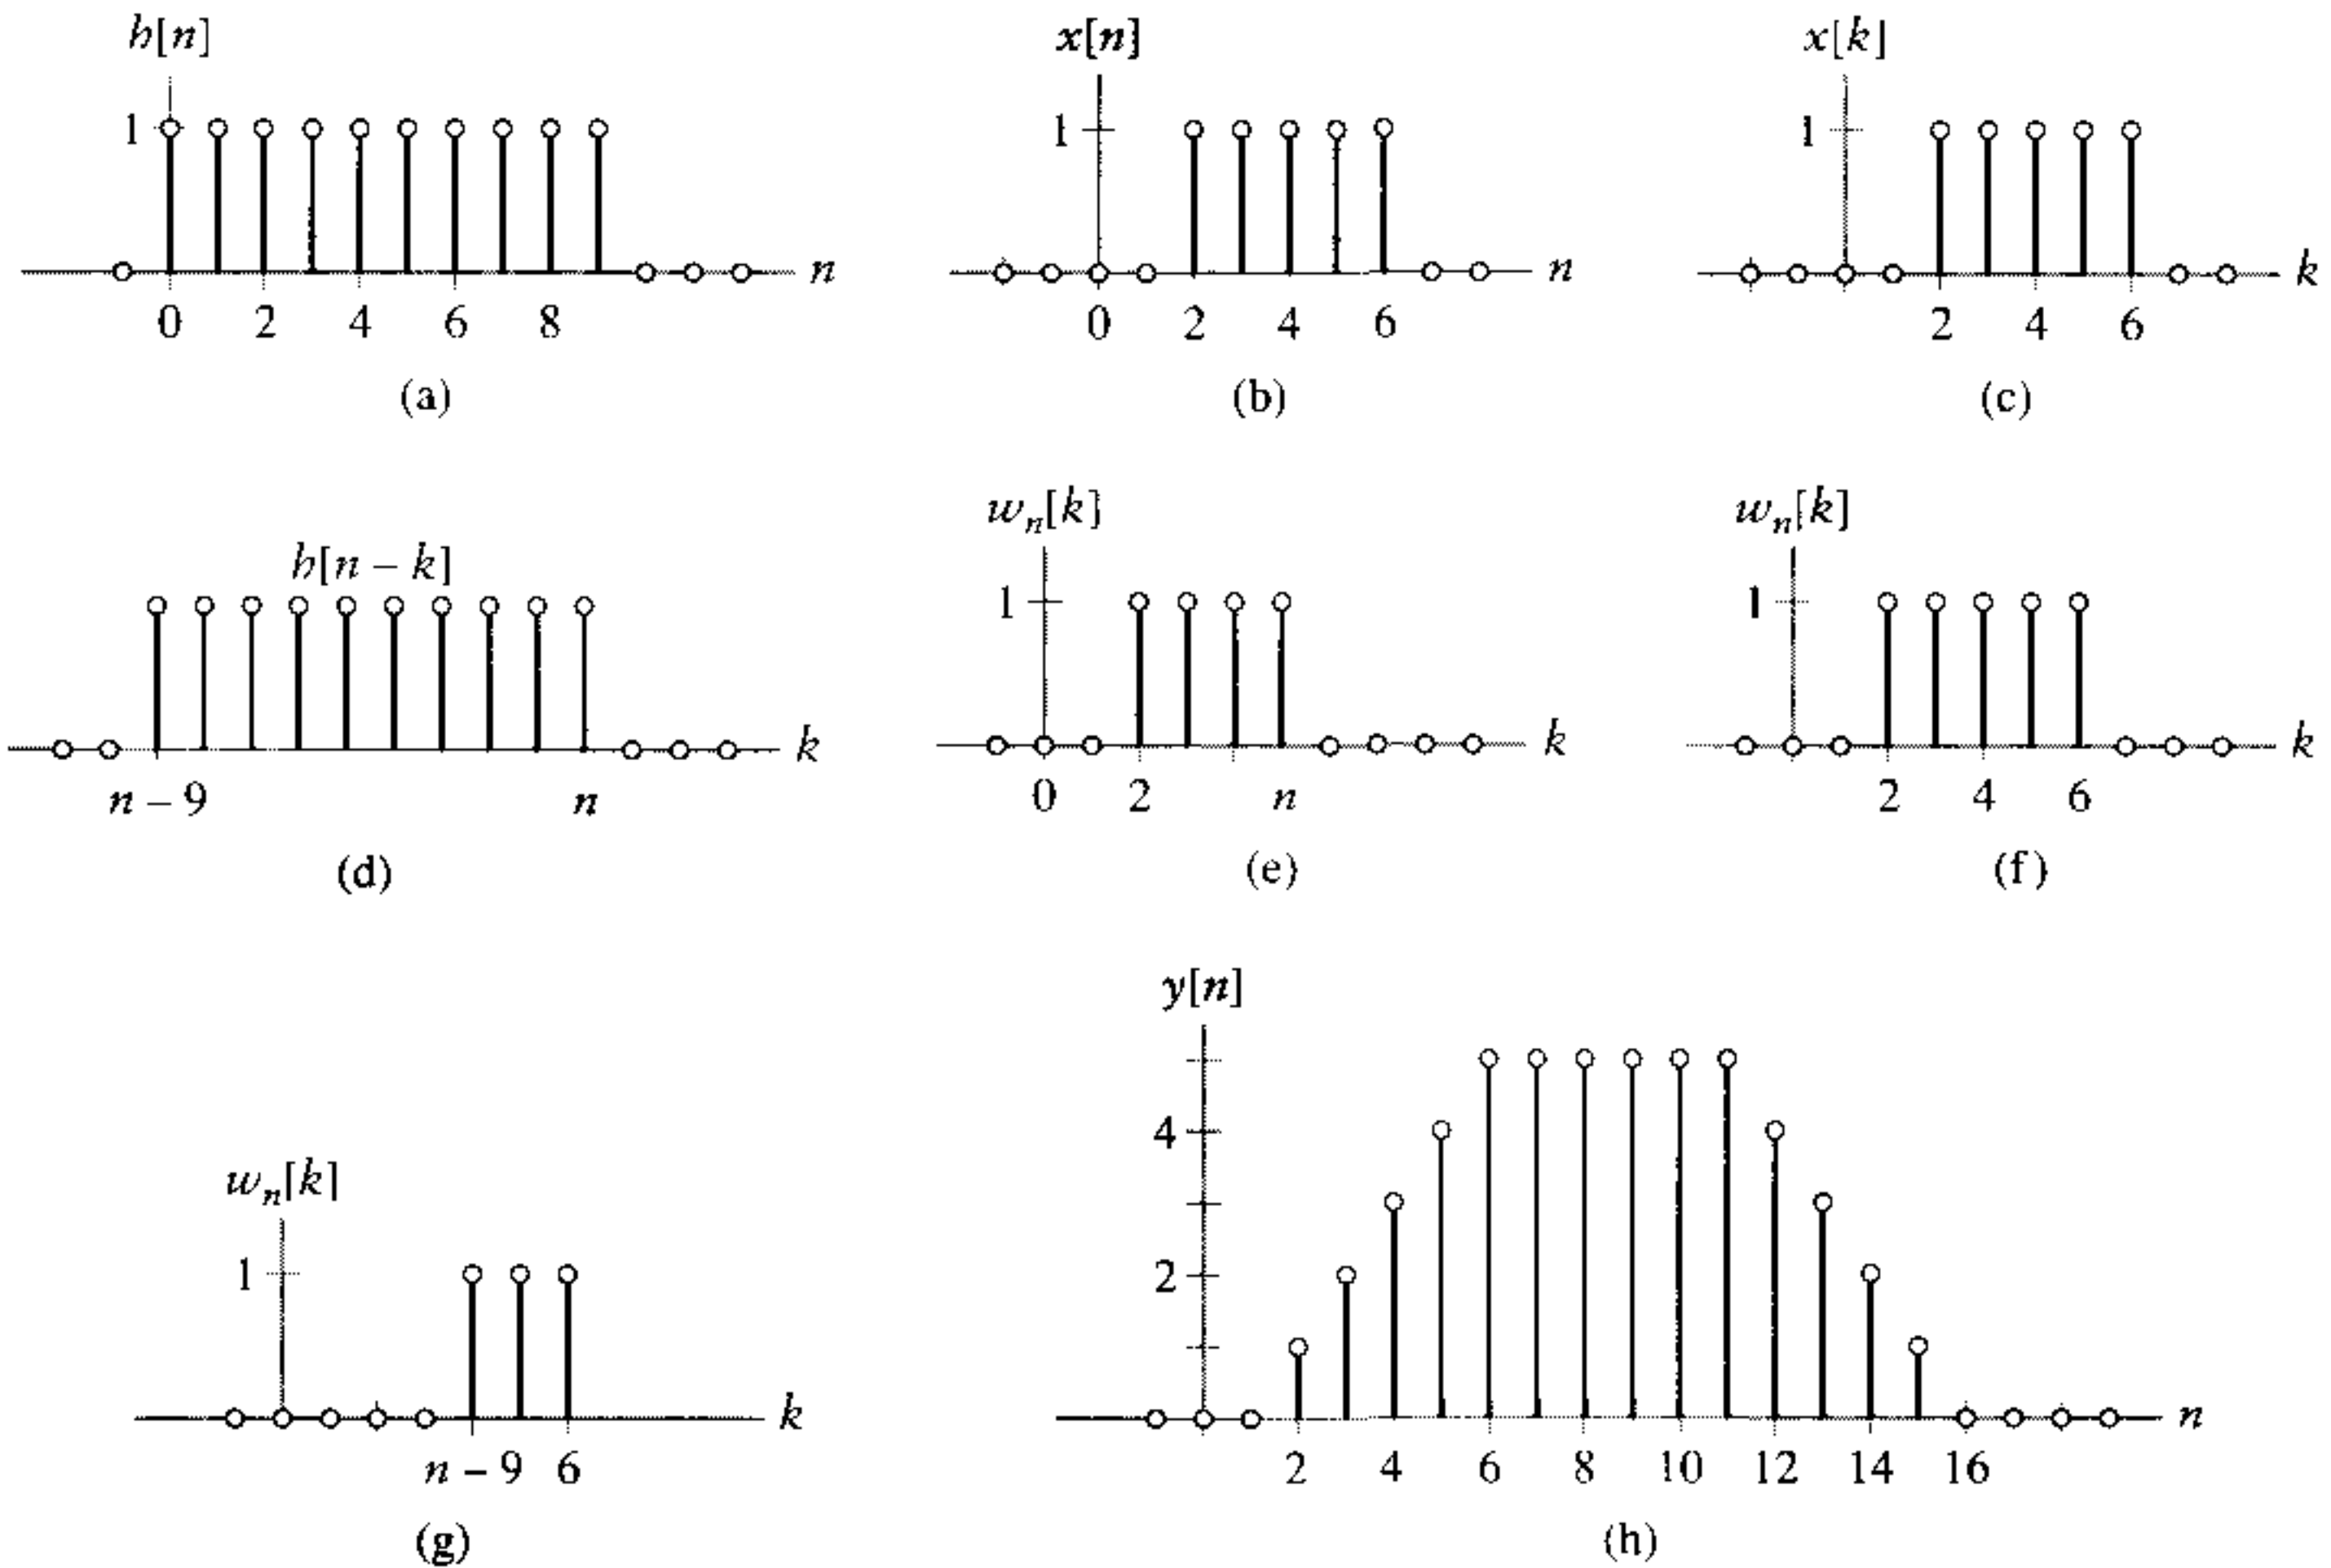 h[n]
1
n
0 2 4 6 8
(a)
x[n]
1
n
0 2 4 6
(b)
x[k]
1
k
2 4 6
(c)
h[n – k]
k
n – 9 n
(d)
w_n[k]
1
k
0 2 n
(e)
w_n[k]
1
k
2 4 6
(f)
w_n[k]
1
k
n – 9 6
(g)
y[n]
4
2
n
2 4 6 8 10 12 14 16
(h)